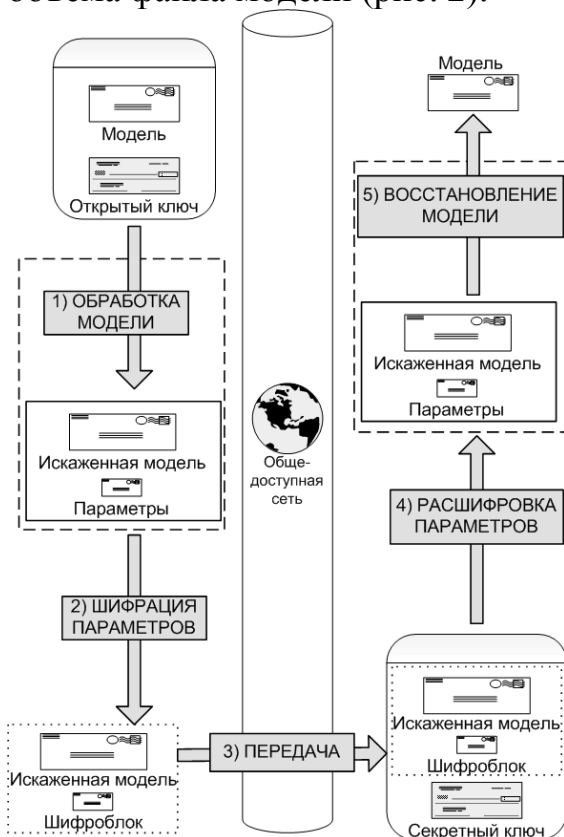 объема файла модели (рис. 2).
Модель
Открытый ключ
1) ОБРАБОТКА
МОДЕЛИ
Искаженная модель
Параметры
2) ШИФРАЦИЯ
ПАРАМЕТРОВ
Искаженная модель
Шифроблок
Обще-
доступная
сеть
3) ПЕРЕДАЧА
Модель
5) ВОССТАНОВЛЕНИЕ
МОДЕЛИ
Искаженная модель
Параметры
4) РАСШИФРОВКА
ПАРАМЕТРОВ
Искаженная модель
Шифроблок
Секретный ключ